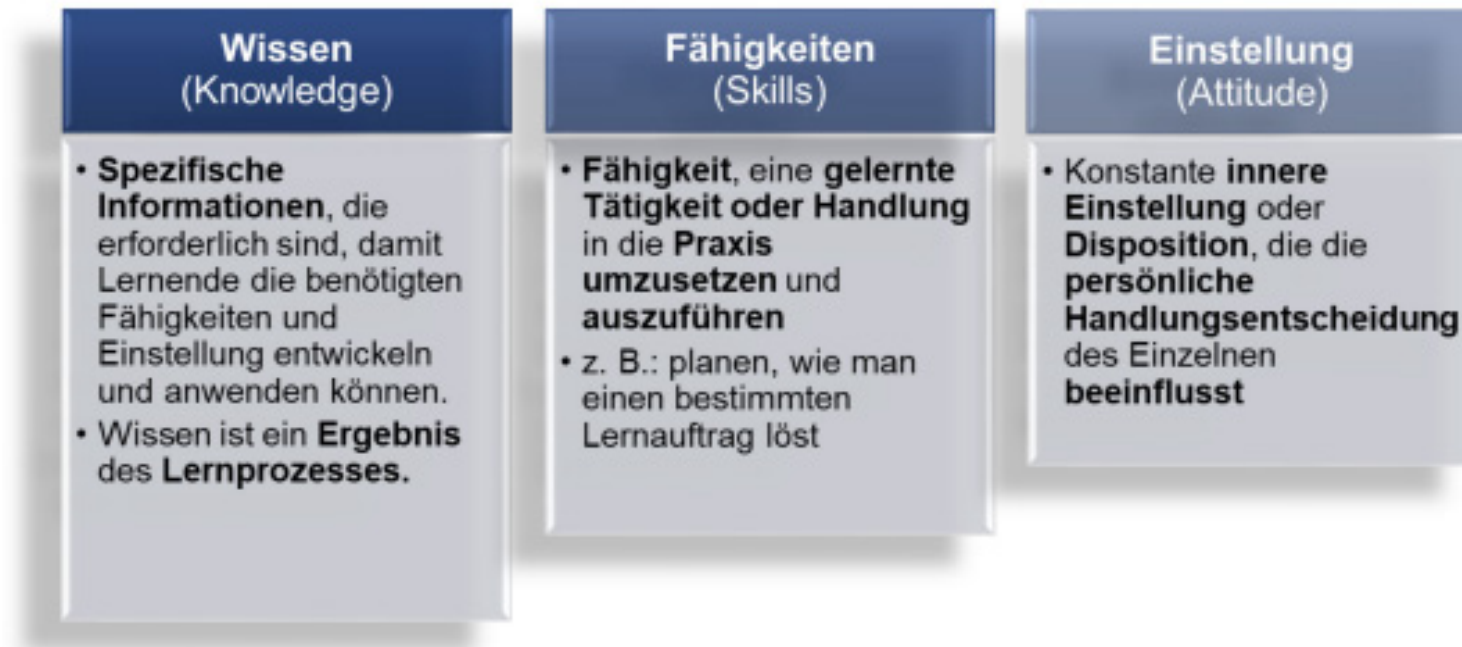 Wissen
(Knowledge)
• Spezifische
Informationen, die
erforderlich sind, damit
Lernende die benötigten
Fähigkeiten und
Einstellung entwickeln
und anwenden können.
• Wissen ist ein Ergebnis
des Lernprozesses.
Fähigkeiten
(Skills)
• Fähigkeit, eine gelernte
Tätigkeit oder Handlung
in die Praxis
umzusetzen und
auszuführen
• z. B.: planen, wie man
einen bestimmten
Lernauftrag löst
Einstellung
(Attitude)
• Konstante innere
Einstellung oder
Disposition, die die
persönliche
Handlungsentscheidung
des Einzelnen
beeinflusst